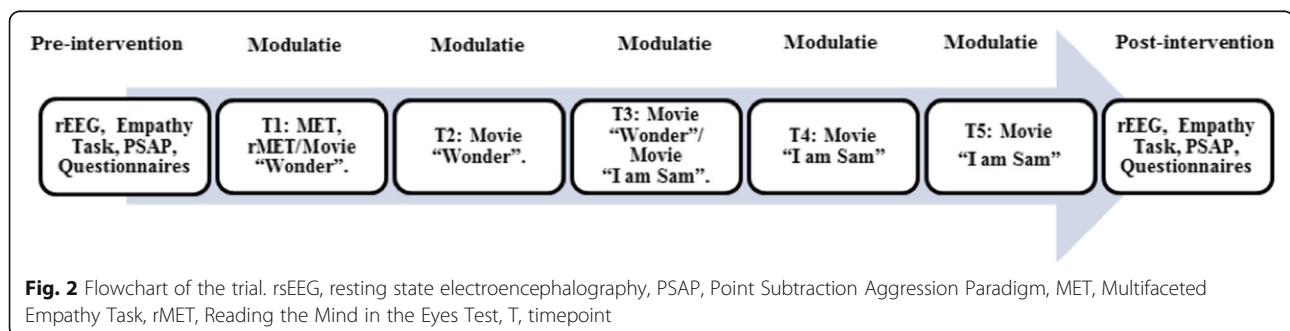 Pre-intervention Modulatie Modulatie Modulatie Modulatie Modulatie Post-intervention
rEEG, Empathy
Task, PSAP,
Questionnaires
T1: MET,
rMET/Movie
"Wonder".
T2: Movie
"Wonder".
T3: Movie
"Wonder"/
Movie
"I am Sam".
T4: Movie
"I am Sam"
T5: Movie
"I am Sam"
rEEG, Empathy
Task, PSAP,
Questionnaires
Fig. 2 Flowchart of the trial. rsEEG, resting state electroencephalography, PSAP, Point Subtraction Aggression Paradigm, MET, Multifaceted
Empathy Task, rMET, Reading the Mind in the Eyes Test, T, timepoint